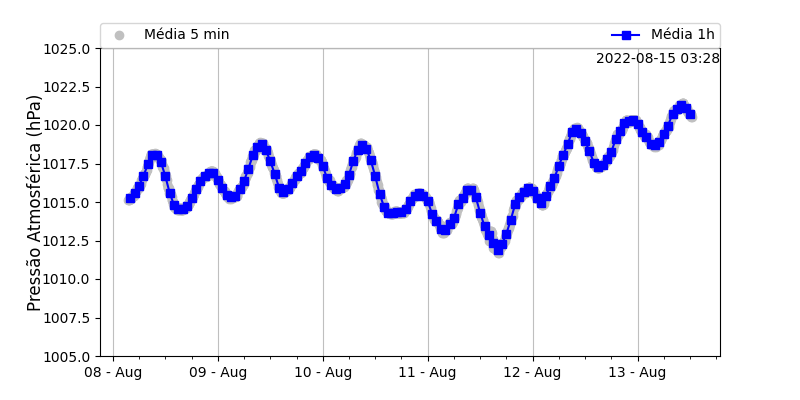 Média 5 min
Média 1h
2022-08-15 03:28
Pressão Atmosférica (hPa)
1025.0
1022.5
1020.0
1017.5
1015.0
1012.5
1010.0
1007.5
1005.0
08 - Aug
09 - Aug
10 - Aug
11 - Aug
12 - Aug
13 - Aug